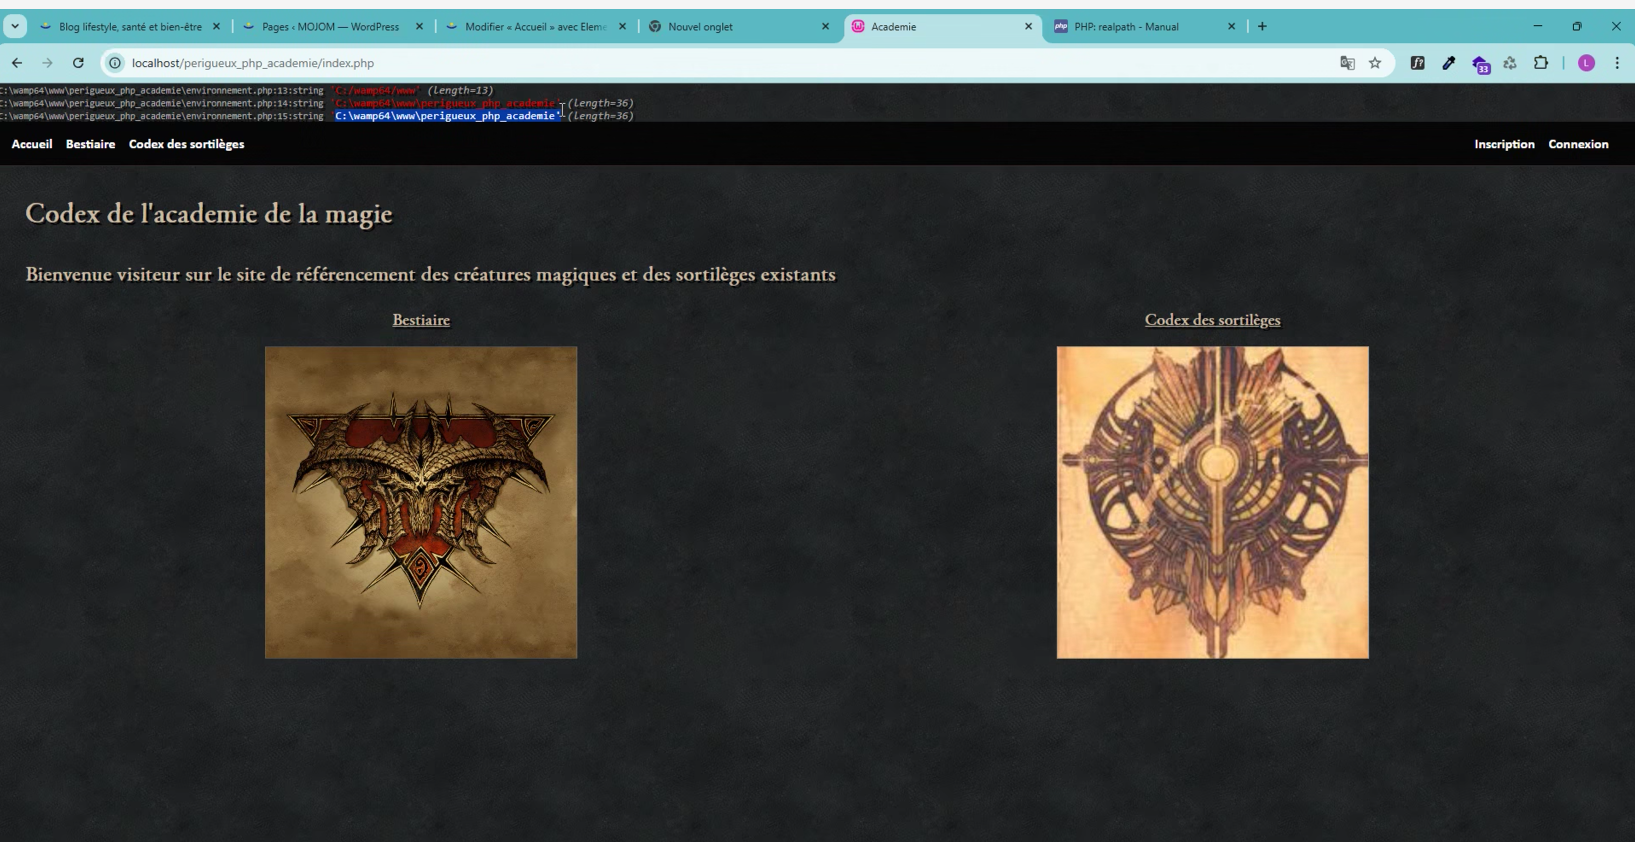 Blog lifestyle, santé et bien-être
Pages ‹ MOJOM — WordPress
Modifier « Accueil » avec Eleme
Nouvel onglet
Academie
php PHP: realpath - Manual
localhost/perigueux_php_academie/index.php
33
L
C:\wamp64\www\perigueux_php_academie\environnement.php:13:string 'C:/wamp64/www' (length=13)
C:\wamp64\www\perigueux_php_academie\environnement.php:14:string 'C:\wamp64\www\perigueux_php_academie' (length=36)
C:\wamp64\www\perigueux_php_academie\environnement.php:15:string 'C:\wamp64\www\perigueux_php_academie' (length=36)
Accueil Bestiaire Codex des sortilèges Inscription Connexion
Codex de l'academie de la magie
Bienvenue visiteur sur le site de référencement des créatures magiques et des sortilèges existants
Bestiaire
Codex des sortilèges